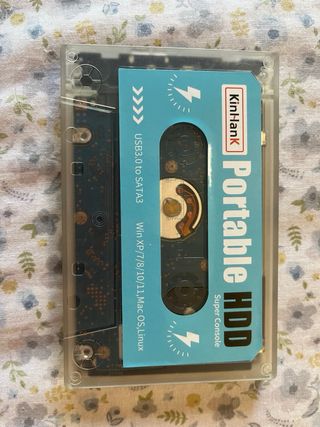 KinHanK
Portable HDD
Super Console
USB3.0 to SATA3
Win XP/7/8/10/11,Mac OS,Linux